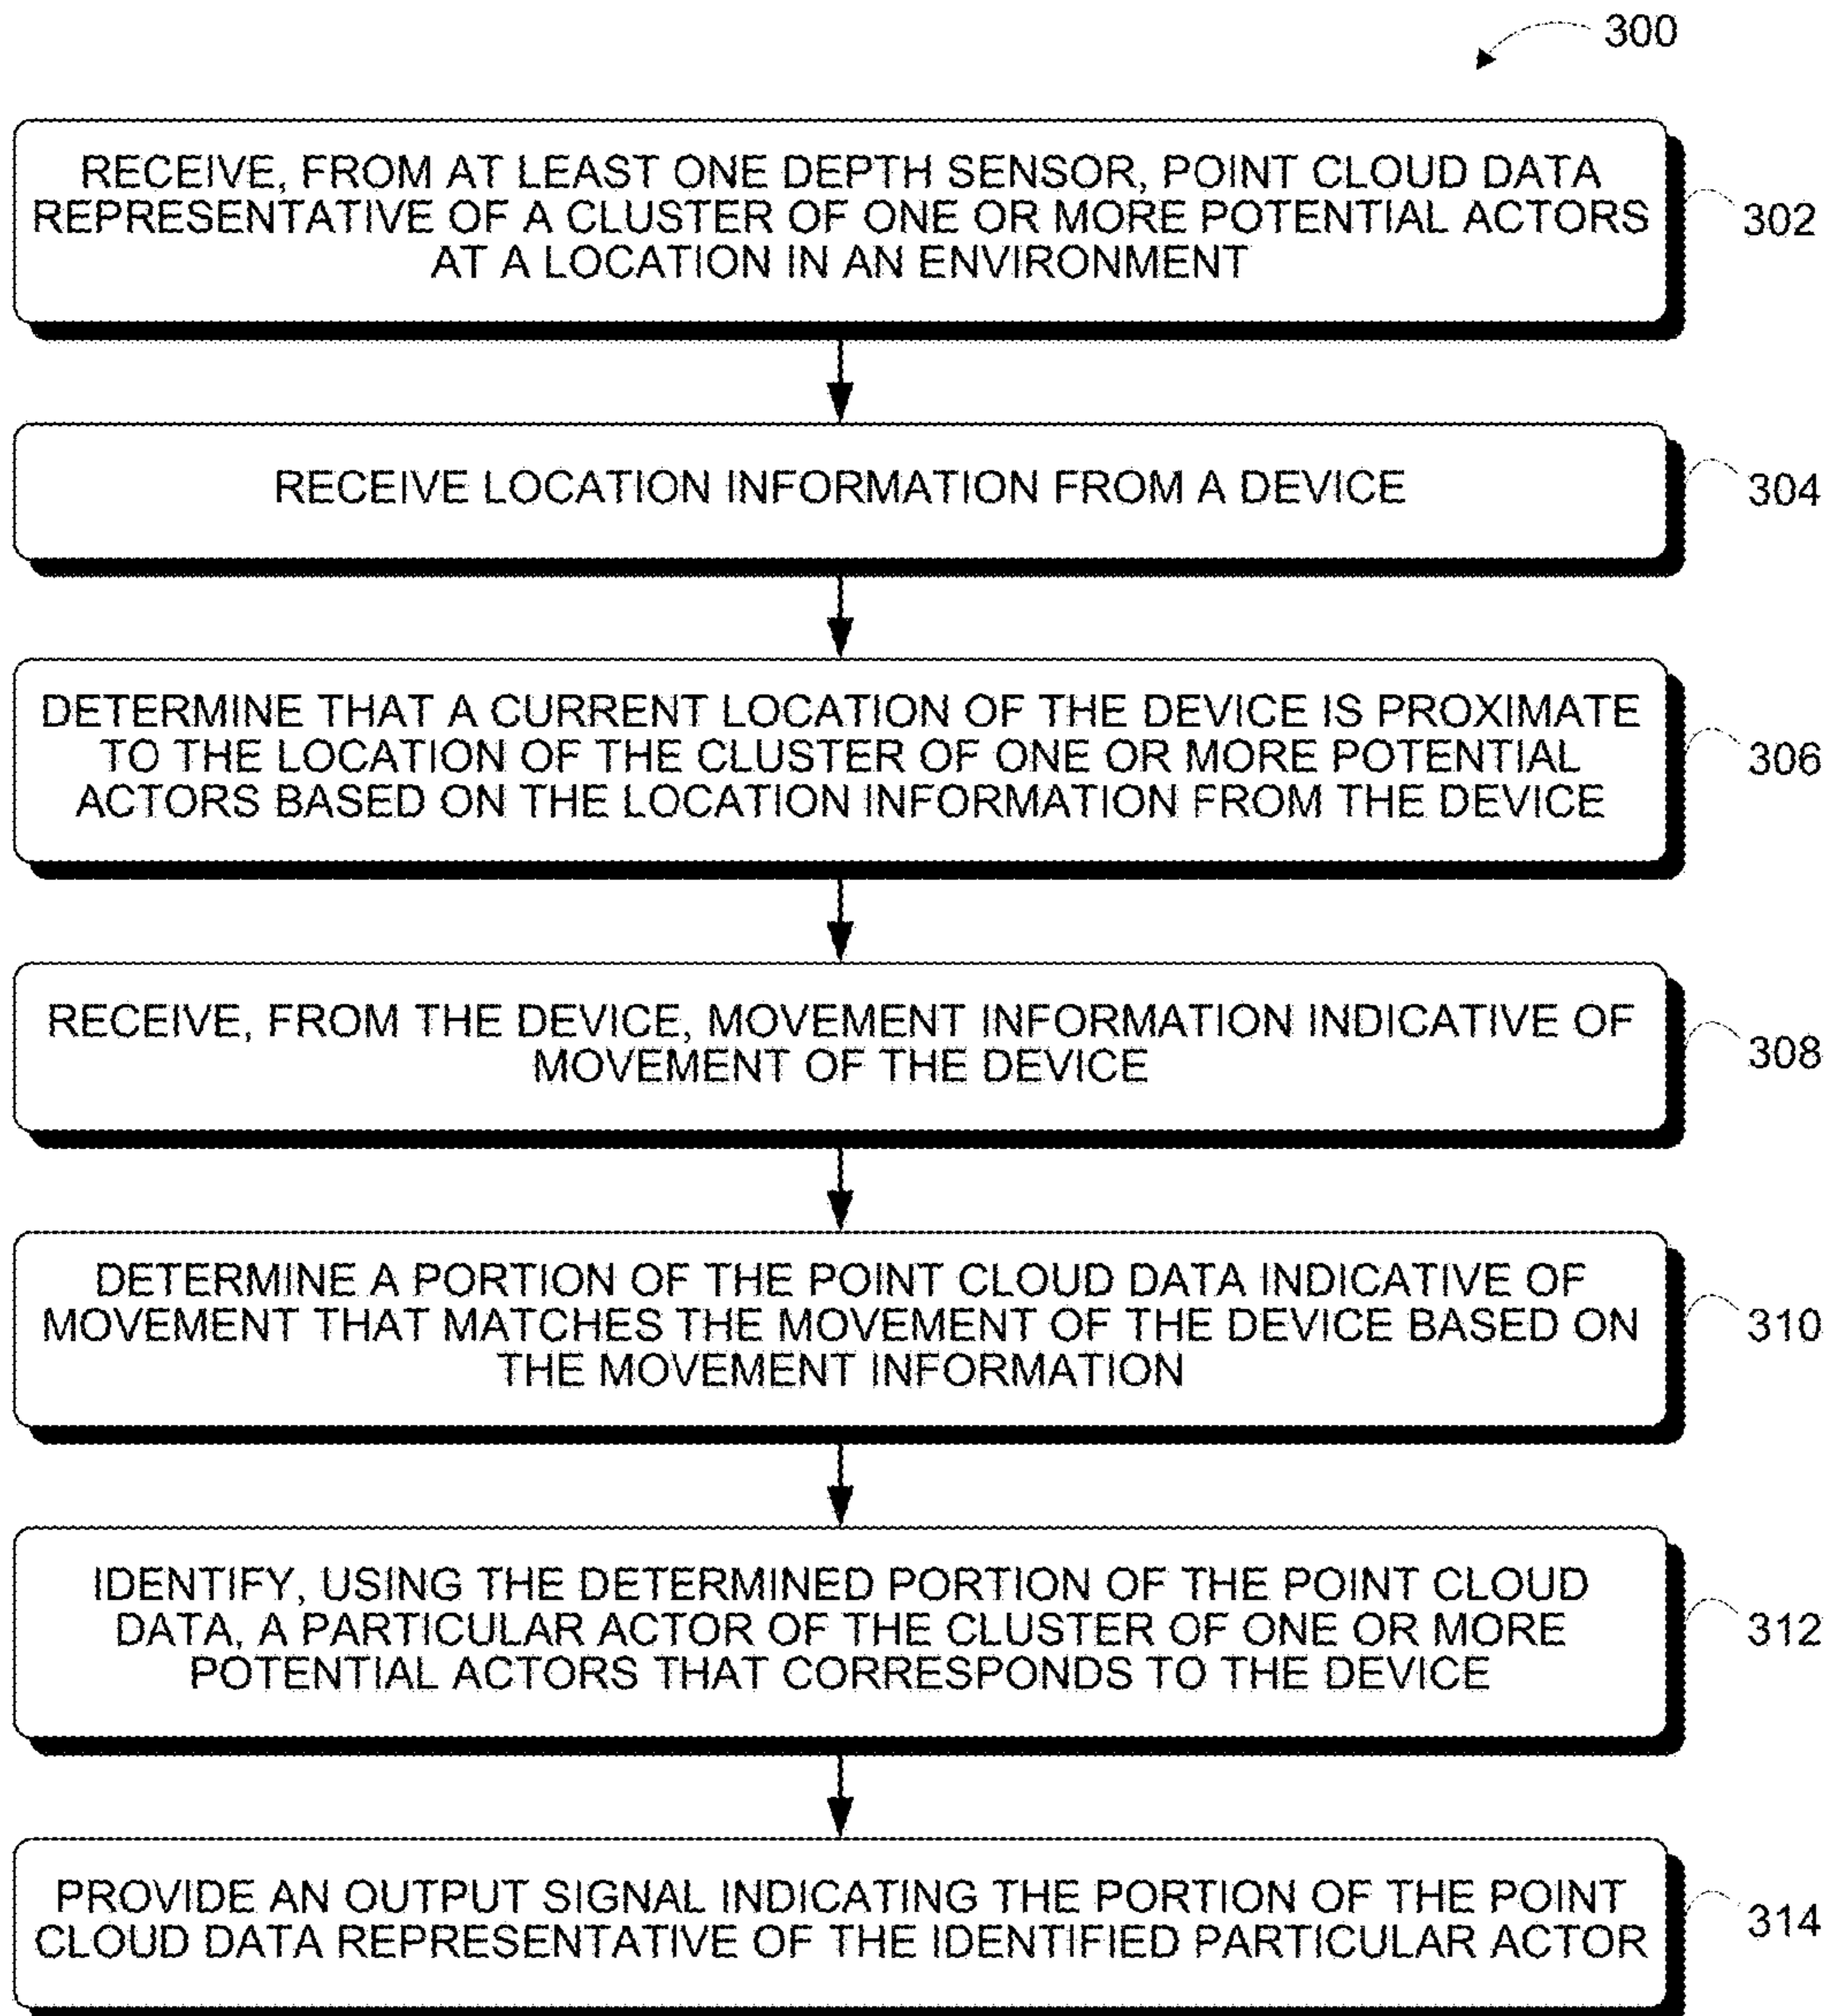 300
RECEIVE, FROM AT LEAST ONE DEPTH SENSOR, POINT CLOUD DATA
REPRESENTATIVE OF A CLUSTER OF ONE OR MORE POTENTIAL ACTORS
AT A LOCATION IN AN ENVIRONMENT
302
RECEIVE LOCATION INFORMATION FROM A DEVICE
304
DETERMINE THAT A CURRENT LOCATION OF THE DEVICE IS PROXIMATE
TO THE LOCATION OF THE CLUSTER OF ONE OR MORE POTENTIAL
ACTORS BASED ON THE LOCATION INFORMATION FROM THE DEVICE
306
RECEIVE, FROM THE DEVICE, MOVEMENT INFORMATION INDICATIVE OF
MOVEMENT OF THE DEVICE
308
DETERMINE A PORTION OF THE POINT CLOUD DATA INDICATIVE OF
MOVEMENT THAT MATCHES THE MOVEMENT OF THE DEVICE BASED ON
THE MOVEMENT INFORMATION
310
IDENTIFY, USING THE DETERMINED PORTION OF THE POINT CLOUD
DATA, A PARTICULAR ACTOR OF THE CLUSTER OF ONE OR MORE
POTENTIAL ACTORS THAT CORRESPONDS TO THE DEVICE
312
PROVIDE AN OUTPUT SIGNAL INDICATING THE PORTION OF THE POINT
CLOUD DATA REPRESENTATIVE OF THE IDENTIFIED PARTICULAR ACTOR
314